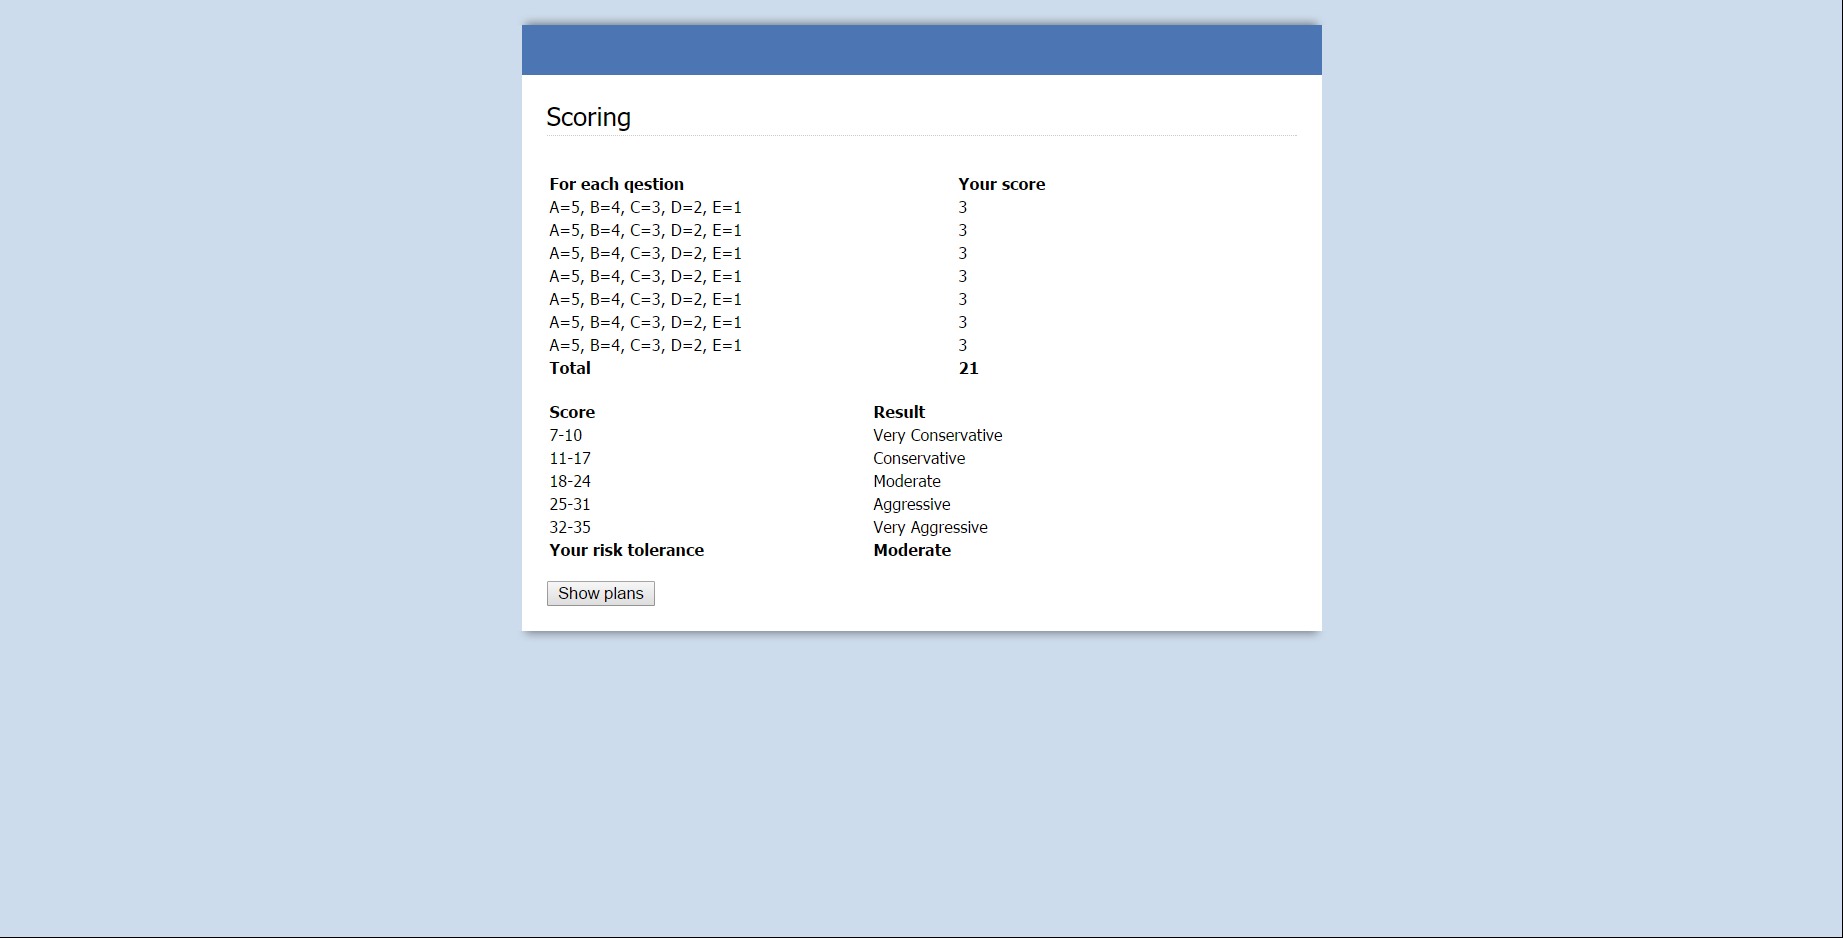 Scoring
For each qestion Your score
A=5, B=4, C=3, D=2, E=1 3
A=5, B=4, C=3, D=2, E=1 3
A=5, B=4, C=3, D=2, E=1 3
A=5, B=4, C=3, D=2, E=1 3
A=5, B=4, C=3, D=2, E=1 3
A=5, B=4, C=3, D=2, E=1 3
A=5, B=4, C=3, D=2, E=1 3
Total 21
Score Result
7-10 Very Conservative
11-17 Conservative
18-24 Moderate
25-31 Aggressive
32-35 Very Aggressive
Your risk tolerance Moderate
Show plans